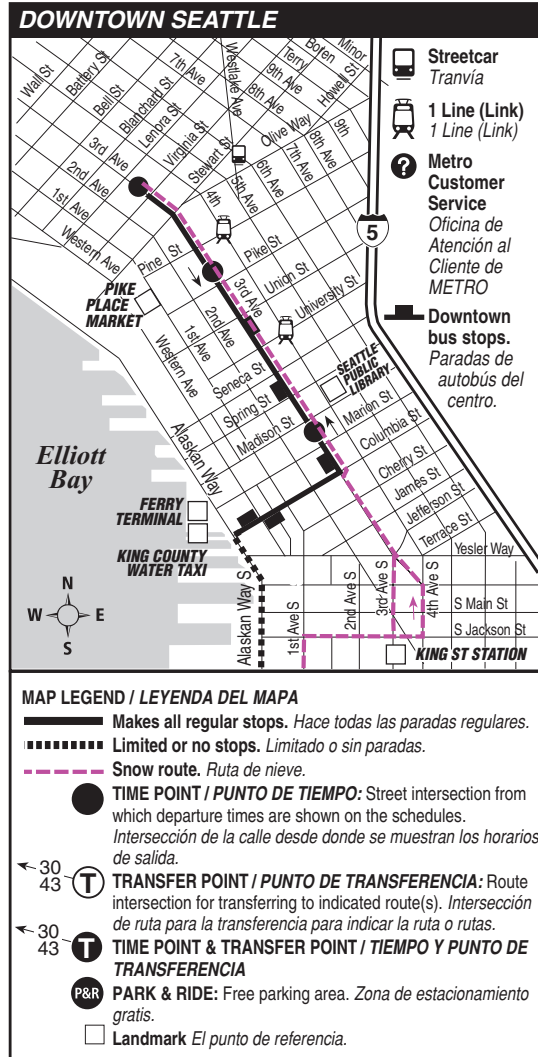 DOWNTOWN SEATTLE
Wall St
Battery St
Bell St
Blanchard St
Lenora St
Virginia St
Stewart St
7th Ave
Westlake Ave
9th Ave
8th Ave
Terry
Boren
Minor
Howell St
Olive Way
9th
8th Ave
7th Ave
6th Ave
5th Ave
4th
3rd Ave
2nd Ave
1st Ave
Western Ave
Pine St
Pike St
Union St
University St
3rd Ave
2nd Ave
1st Ave
Western Ave
PIKE
PLACE
MARKET
Seneca St
Spring St
Madison St
SEATTLE
PUBLIC
LIBRARY
Marion St
Columbia St
Cherry St
James St
Jefferson St
Terrace St
Yesler Way
Alaskan Way
Elliott
Bay
FERRY
TERMINAL
KING COUNTY
WATER TAXI
N
W
E
S
Alaskan Way S
1st Ave S
2nd Ave S
3rd Ave S
4th Ave S
S Main St
S Jackson St
KING ST STATION
5
Streetcar
Tranvía
1 Line (Link)
1 Line (Link)
?
Metro
Customer
Service
Oficina de
Atención al
Cliente de
METRO
Downtown
bus stops.
Paradas de
autobús del
centro.
MAP LEGEND / LEYENDA DEL MAPA
Makes all regular stops. Hace todas las paradas regulares.
Limited or no stops. Limitado o sin paradas.
Snow route. Ruta de nieve.
TIME POINT / PUNTO DE TIEMPO: Street intersection from
which departure times are shown on the schedules.
Intersección de la calle desde donde se muestran los horarios
de salida.
30
43
T
TRANSFER POINT / PUNTO DE TRANSFERENCIA: Route
intersection for transferring to indicated route(s). Intersección
de ruta para la transferencia para indicar la ruta o rutas.
30
43
T
TIME POINT & TRANSFER POINT / TIEMPO Y PUNTO DE
TRANSFERENCIA
P&R
PARK & RIDE: Free parking area. Zona de estacionamiento
gratis.
Landmark El punto de referencia.